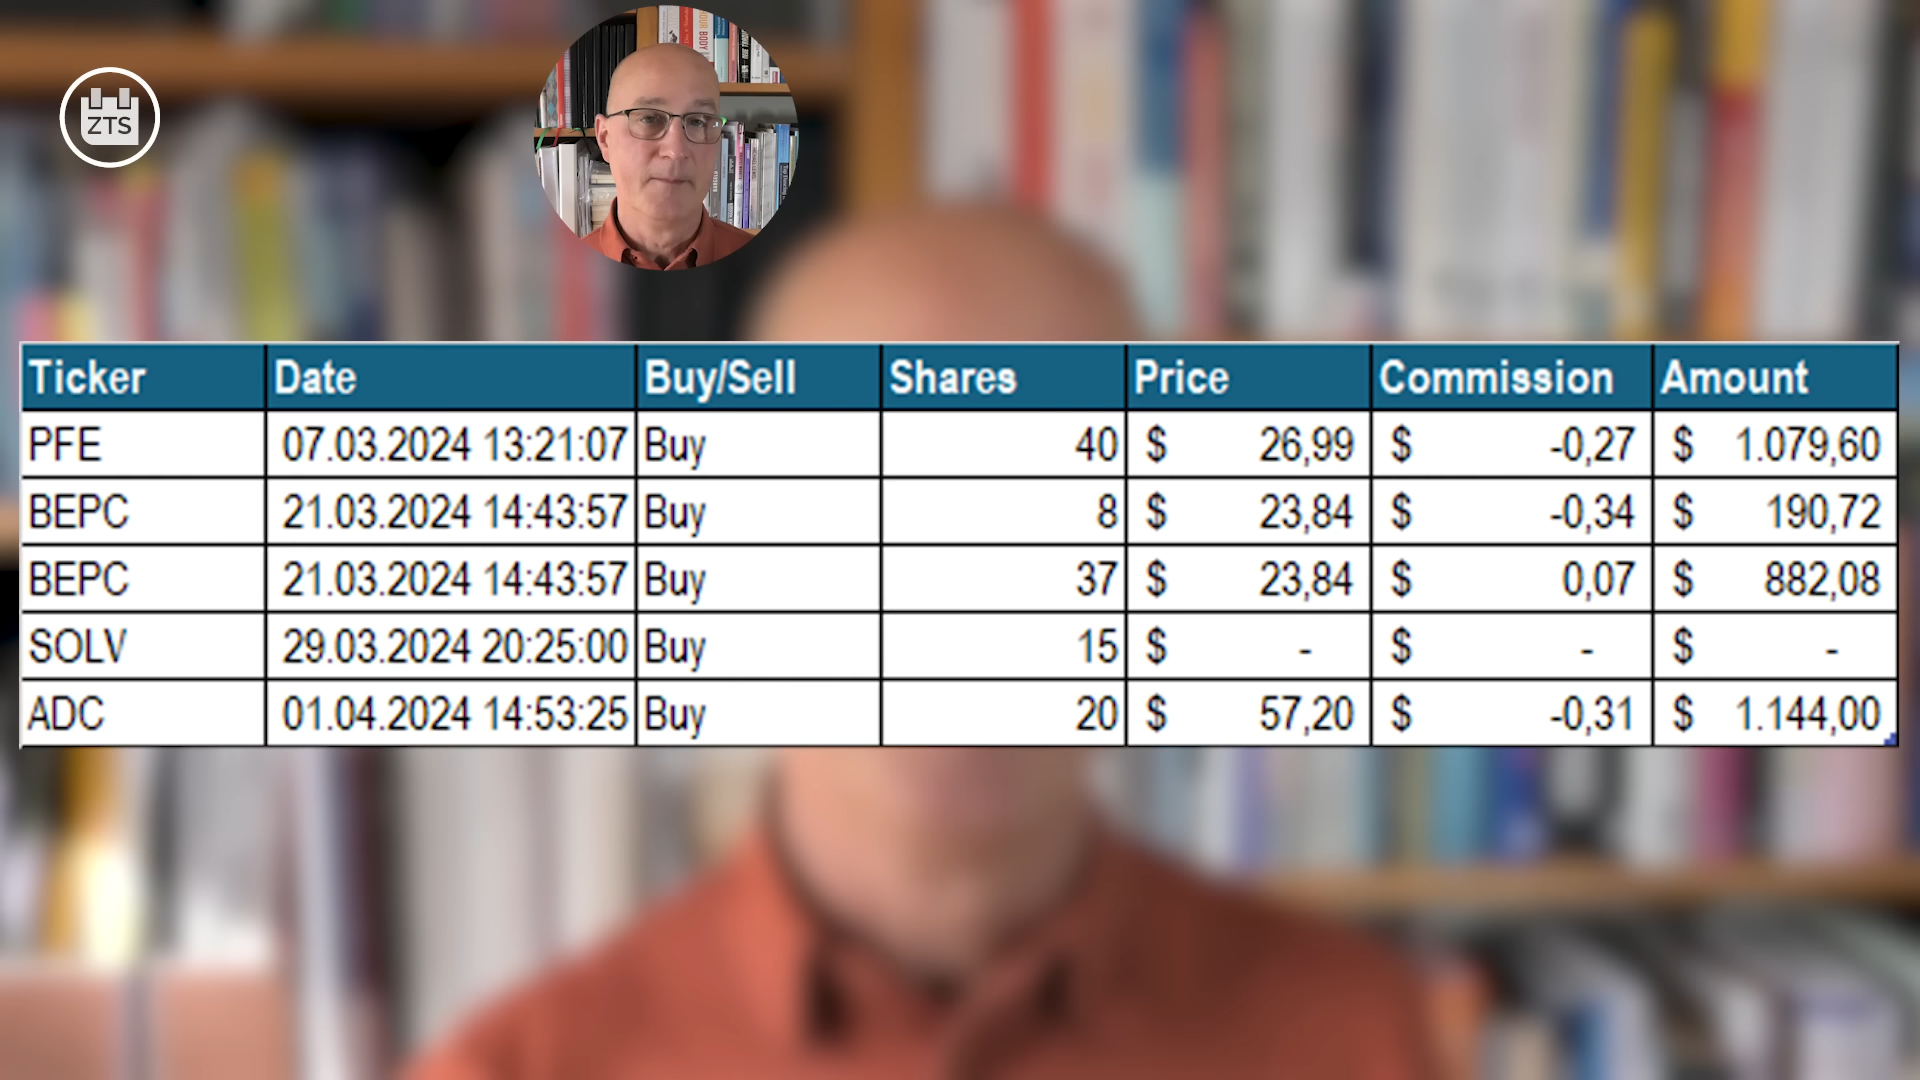 ZTS
YOUR BODY
Ticker Date Buy/Sell Shares Price Commission Amount
PFE 07.03.2024 13:21:07 Buy 40 $ 26,99 $ -0,27 $ 1.079,60
BEPC 21.03.2024 14:43:57 Buy 8 $ 23,84 $ -0,34 $ 190,72
BEPC 21.03.2024 14:43:57 Buy 37 $ 23,84 $ 0,07 $ 882,08
SOLV 29.03.2024 20:25:00 Buy 15 $ - $ - $ -
ADC 01.04.2024 14:53:25 Buy 20 $ 57,20 $ -0,31 $ 1.144,00